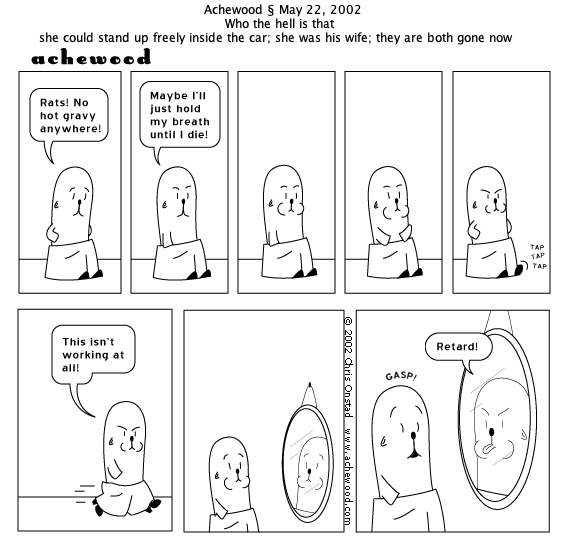 Achewood § May 22, 2002
Who the hell is that
she could stand up freely inside the car; she was his wife; they are both gone now
achewood
Rats! No
hot gravy
anywhere!
Maybe I'll
just hold
my breath
until I die!
TAP
TAP
TAP
This isn't
working at
all!
© 2002 Chris Onstad www.achewood.com
GASP!
Retard!